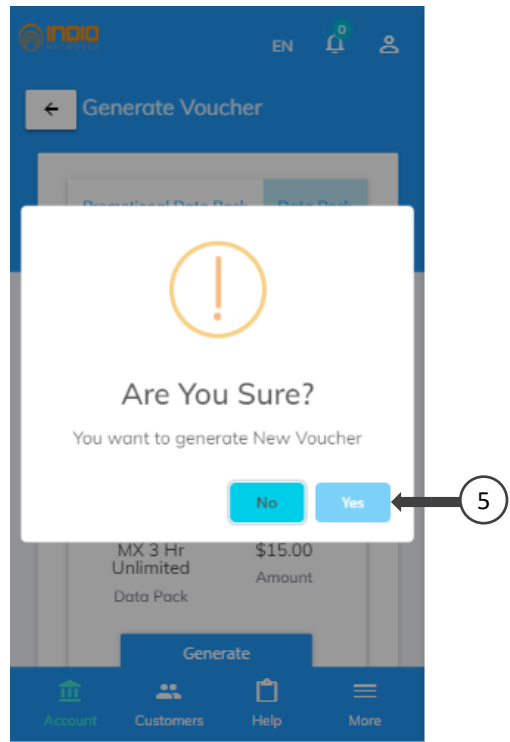 INDIO
0
EN
Generate Voucher
Promotional Data Pack Data Pack
Are You Sure?
You want to generate New Voucher
No Yes
5
MX 3 Hr $15.00
Unlimited
Amount
Data Pack
Generate
Account Customers Help More